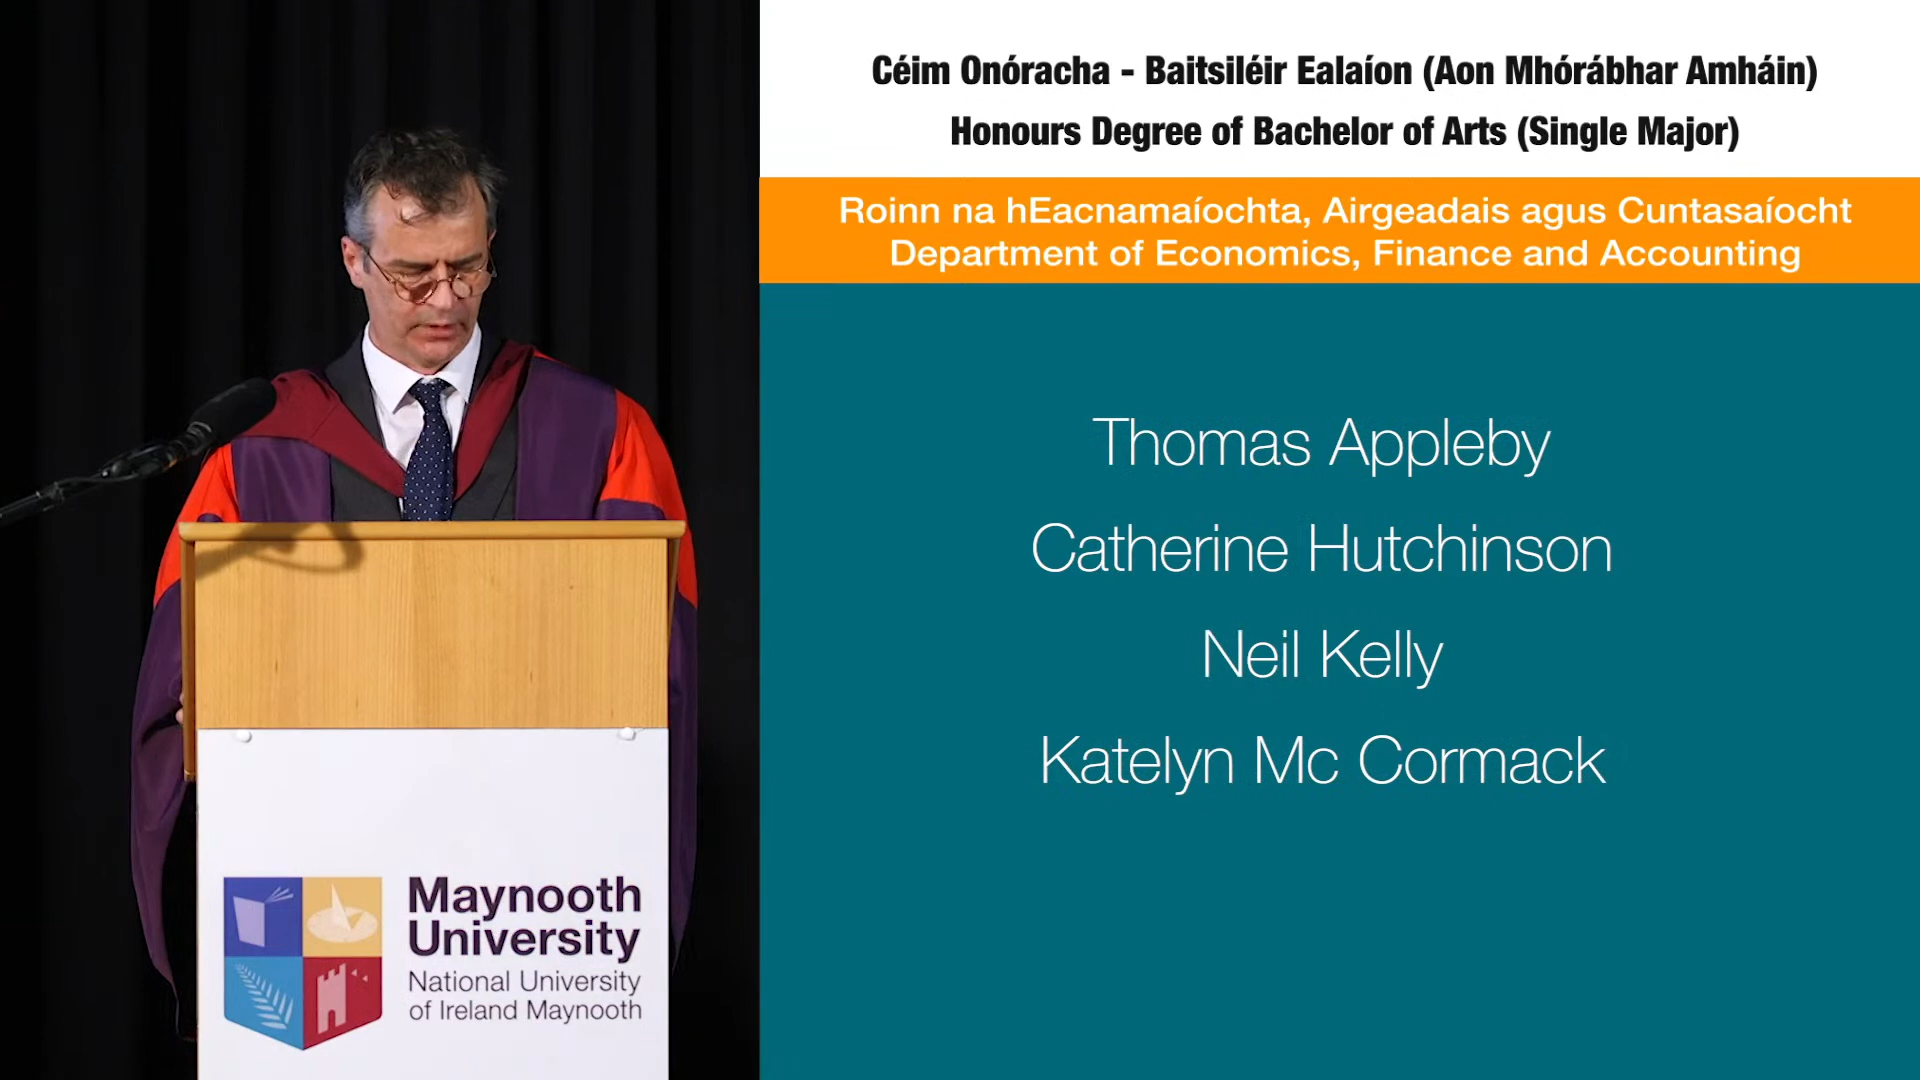 Céim Onóracha - Baitsiléir Ealaíon (Aon Mhórábhar Amháin)
Honours Degree of Bachelor of Arts (Single Major)
Roinn na hEacnamaíochta, Airgeadais agus Cuntasaíocht
Department of Economics, Finance and Accounting
Thomas Appleby
Catherine Hutchinson
Neil Kelly
Katelyn Mc Cormack
Maynooth
University
National University
of Ireland Maynooth